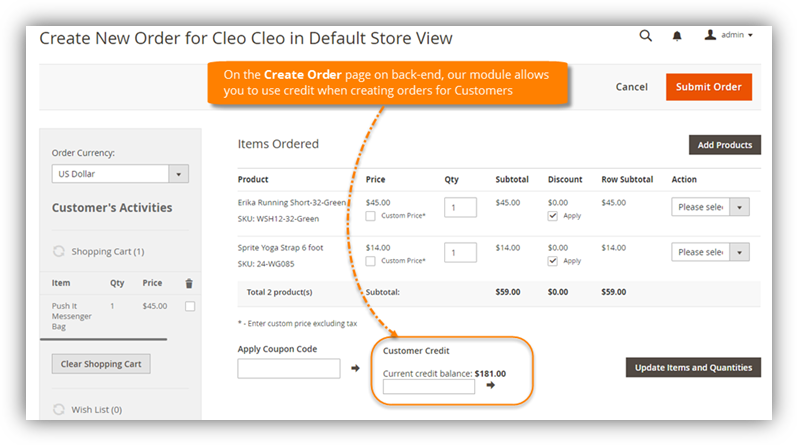 Create New Order for Cleo Cleo in Default Store View
admin
On the Create Order page on back-end, our module allows
you to use credit when creating orders for Customers
Cancel
Submit Order
Order Currency:
US Dollar
Customer's Activities
Shopping Cart (1)
Item Qty Price
Push It 1 $45.00
Messenger
Bag
Clear Shopping Cart
Wish List (0)
Items Ordered
Add Products
Product Price Qty Subtotal Discount Row Subtotal Action
Erika Running Short-32-Green $45.00 1 $45.00 $0.00 $45.00 Please selec
SKU: WSH12-32-Green Custom Price* Apply
Sprite Yoga Strap 6 foot $14.00 1 $14.00 $0.00 $14.00 Please selec
SKU: 24-WG085 Custom Price* Apply
Total 2 product(s) Subtotal: $59.00 $0.00 $59.00
* - Enter custom price excluding tax
Apply Coupon Code
Customer Credit
Current credit balance: $181.00
Update Items and Quantities